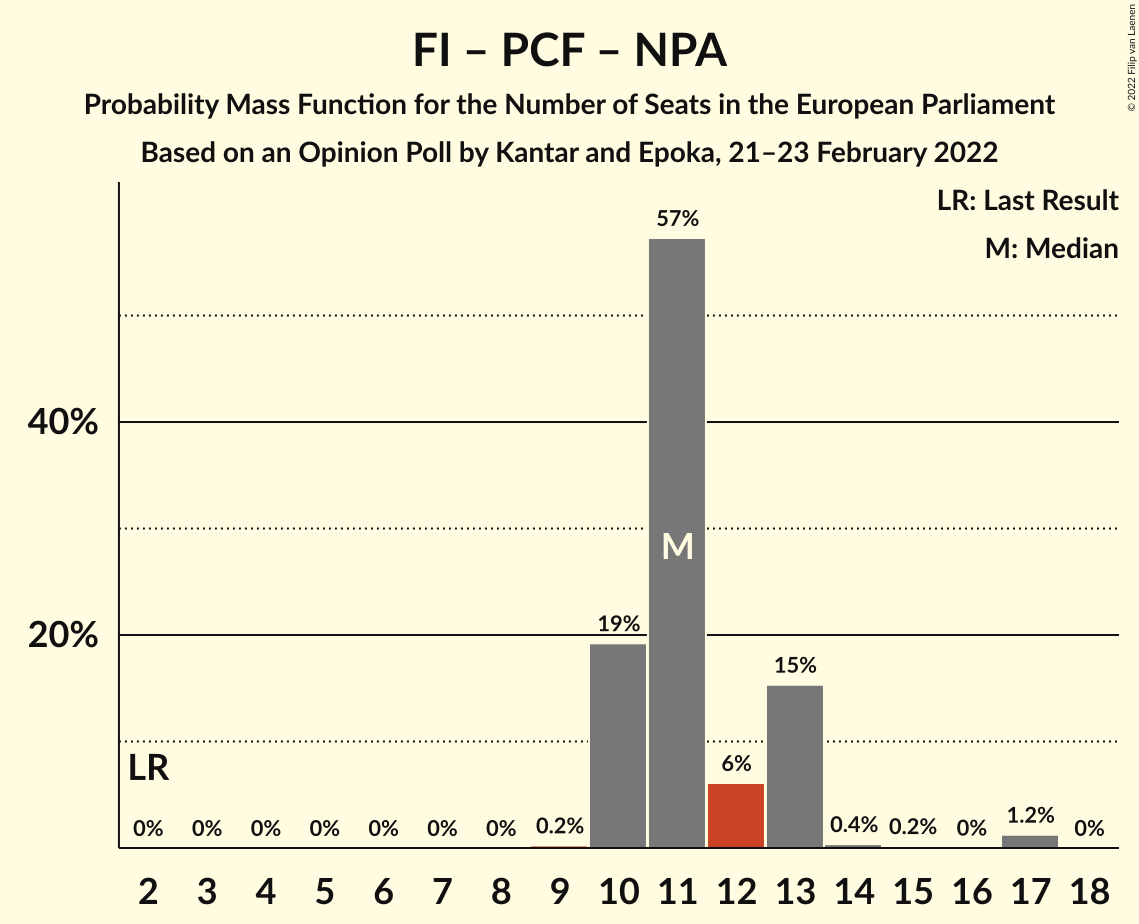 FI – PCF – NPA
Probability Mass Function for the Number of Seats in the European Parliament
Based on an Opinion Poll by Kantar and Epoka, 21–23 February 2022
© 2022 Filip van Laenen
LR: Last Result
M: Median
57%
40%
M
19%
20%
15%
LR
6%
0% 0% 0% 0% 0% 0% 0% 0.2% 0.4% 0.2% 0% 1.2% 0%
2 3 4 5 6 7 8 9 10 11 12 13 14 15 16 17 18